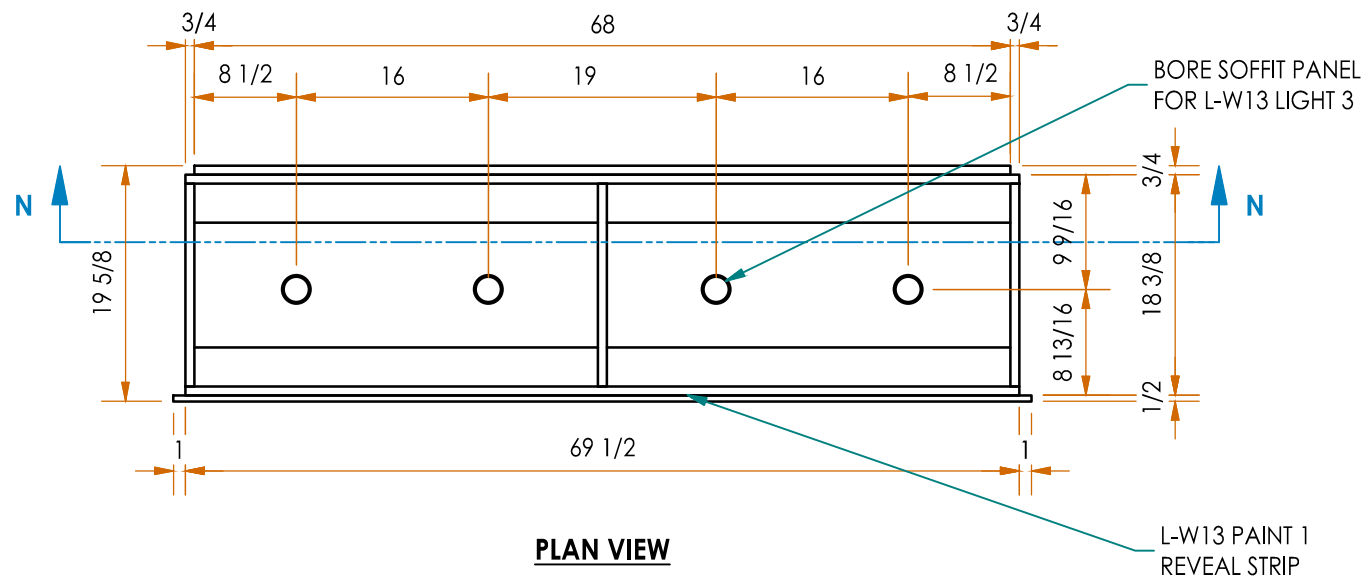 3/4 68 3/4
8 1/2 16 19 16 8 1/2
BORE SOFFIT PANEL
FOR L-W13 LIGHT 3
N N
19 5/8
3/4
9 9/16
18 3/8
8 13/16
1/2
1 69 1/2 1
PLAN VIEW
L-W13 PAINT 1
REVEAL STRIP